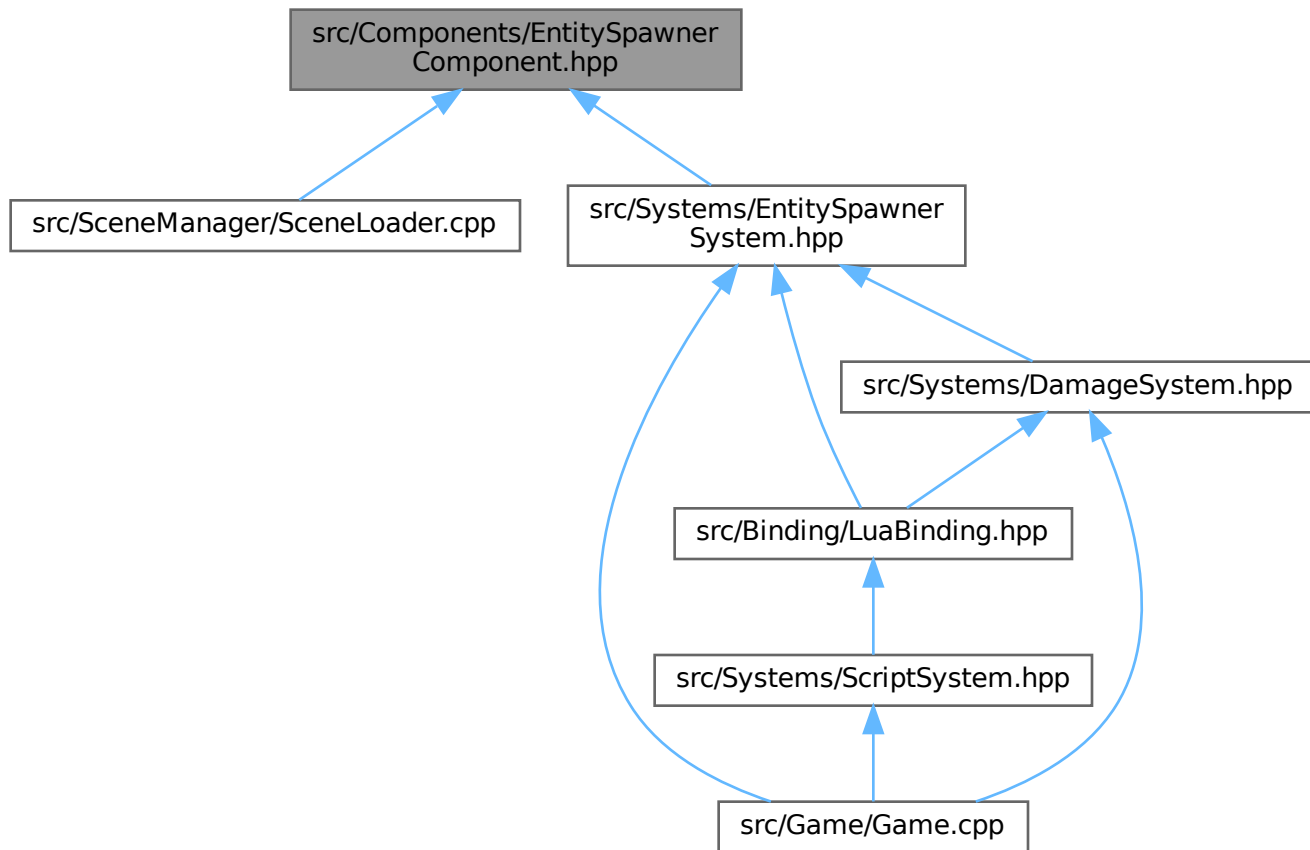 src/Components/EntitySpawner
Component.hpp
src/SceneManager/SceneLoader.cpp
src/Systems/EntitySpawner
System.hpp
src/Systems/DamageSystem.hpp
src/Binding/LuaBinding.hpp
src/Systems/ScriptSystem.hpp
src/Game/Game.cpp